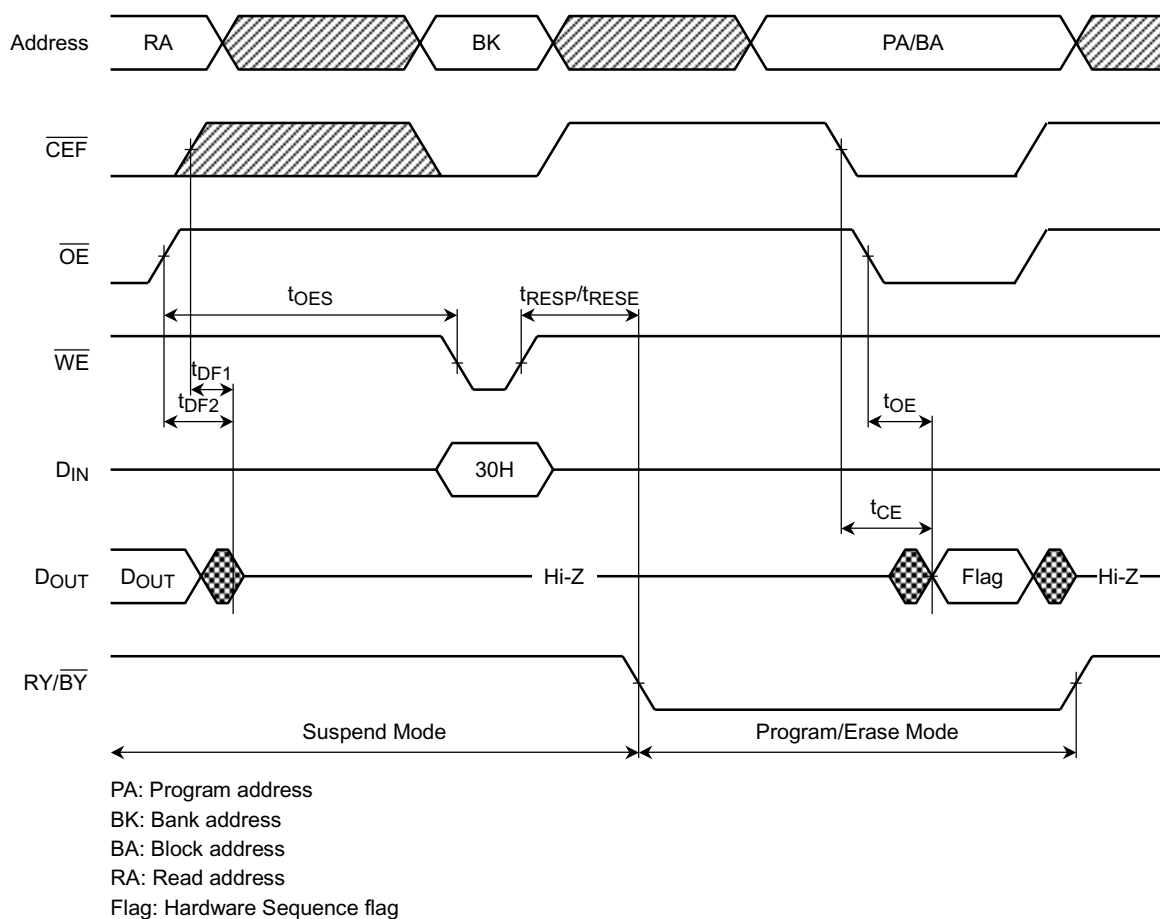 Address RA BK PA/BA
CEF
OE
tOES tRESP/tRESE
WE
tDF1
tDF2 tOE
DIN 30H
tCE
DOUT DOUT Hi-Z Flag Hi-Z
RY/BY
Suspend Mode Program/Erase Mode
PA: Program address
BK: Bank address
BA: Block address
RA: Read address
Flag: Hardware Sequence flag